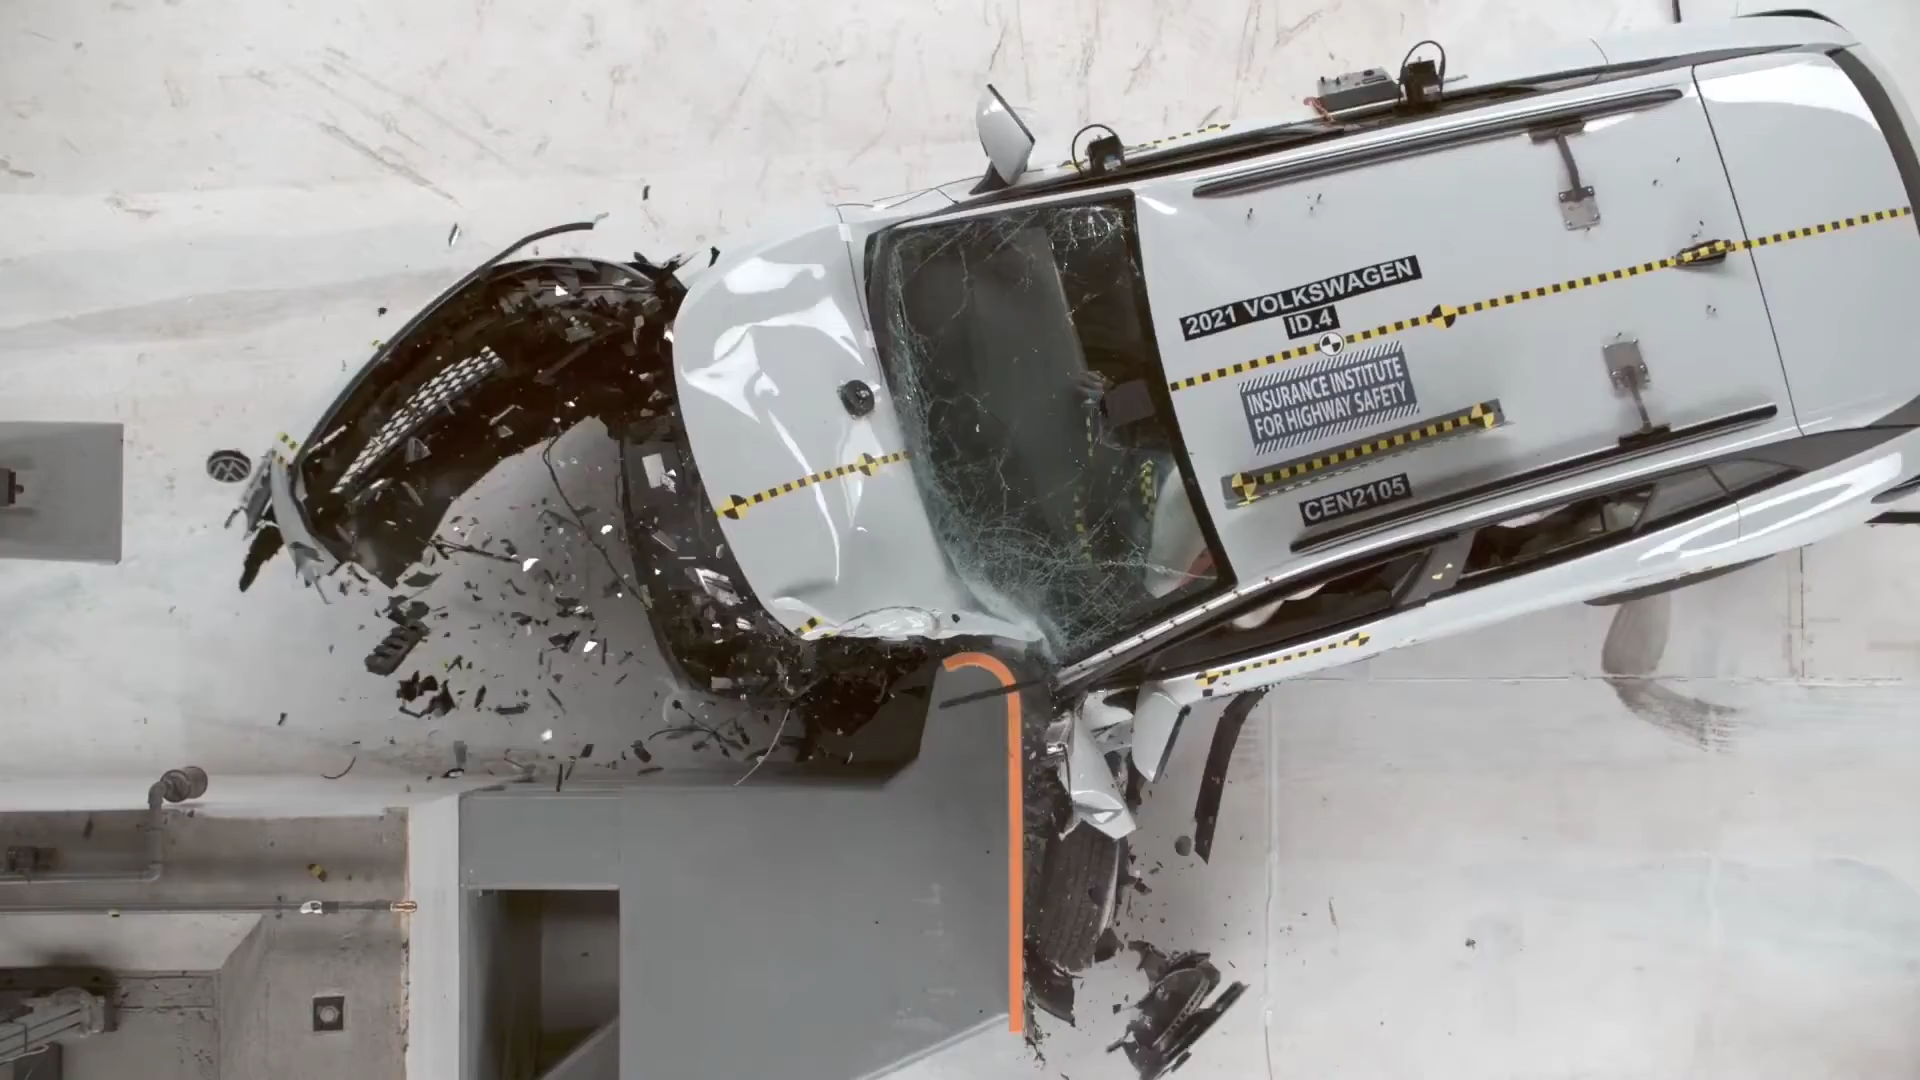 2021 VOLKSWAGEN
ID.4
INSURANCE INSTITUTE
FOR HIGHWAY SAFETY
CEN2105